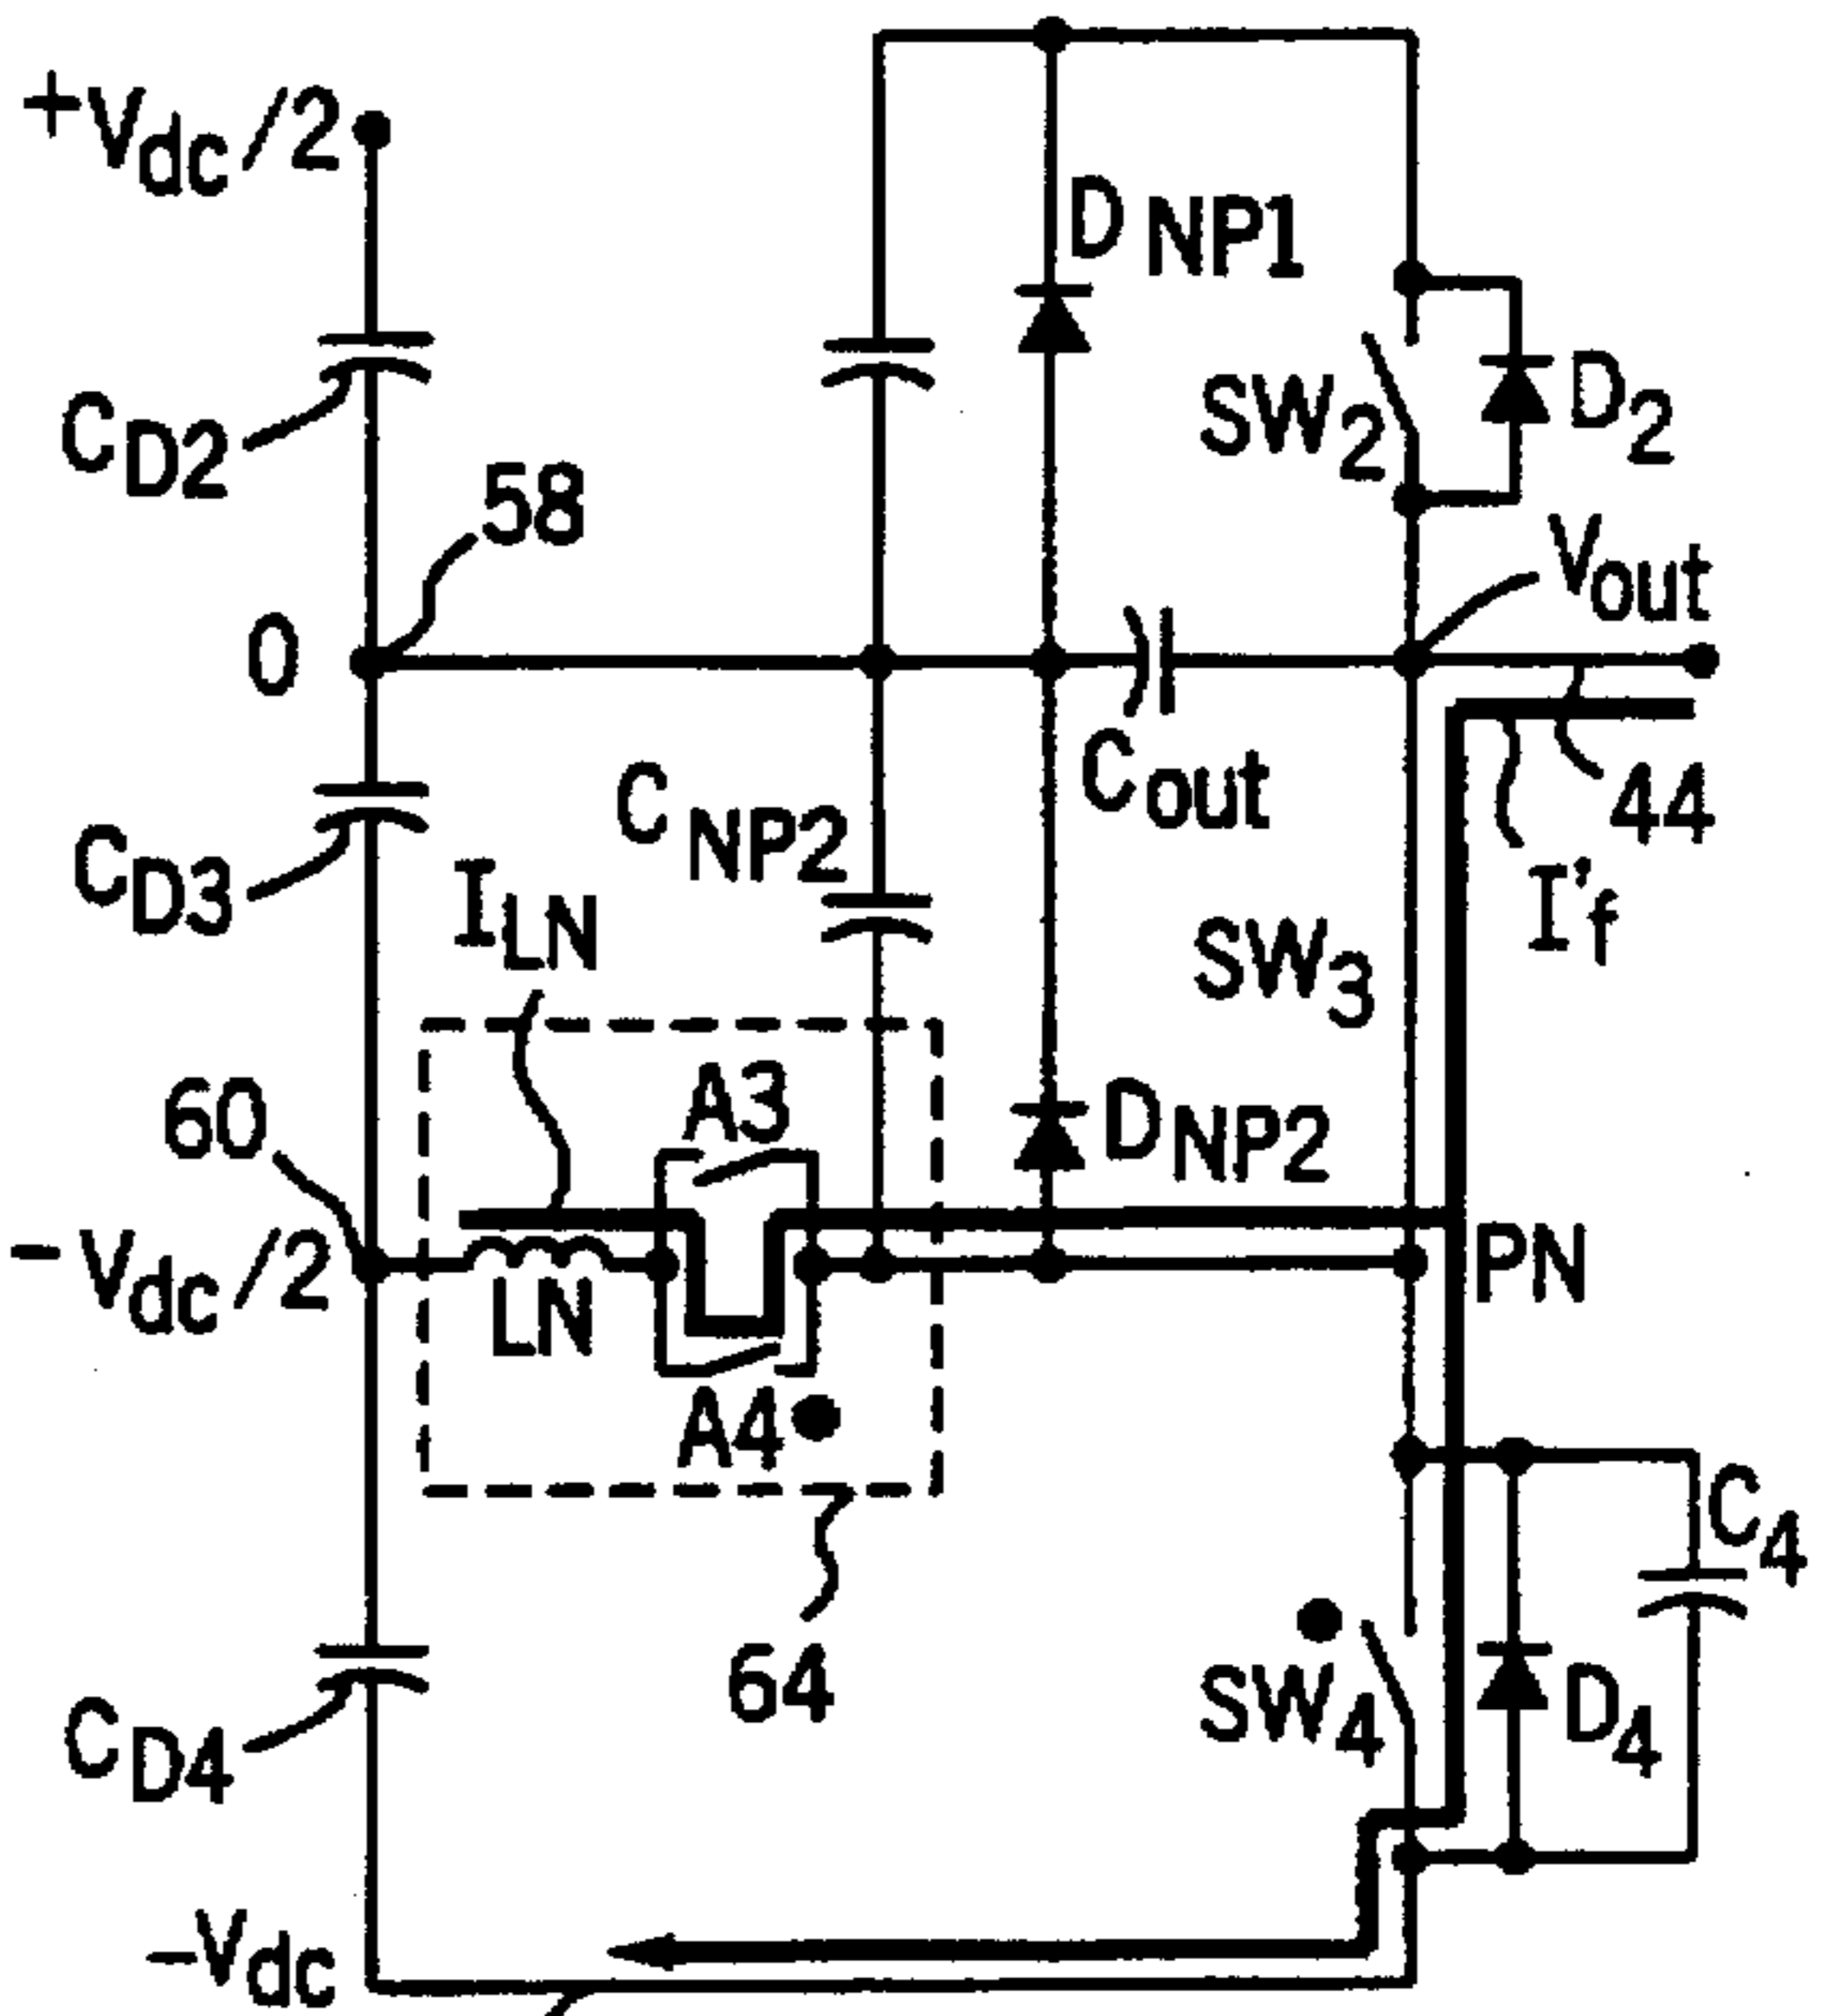 +Vdc/2
DNP1
CD2
SW2
D2
58
Vout
0
Cout
44
CD3
CNP2
ILN
I'f
SW3
A3
60
DNP2
-Vdc/2
LN
PN
A4
C4
64
SW4
D4
CD4
-Vdc